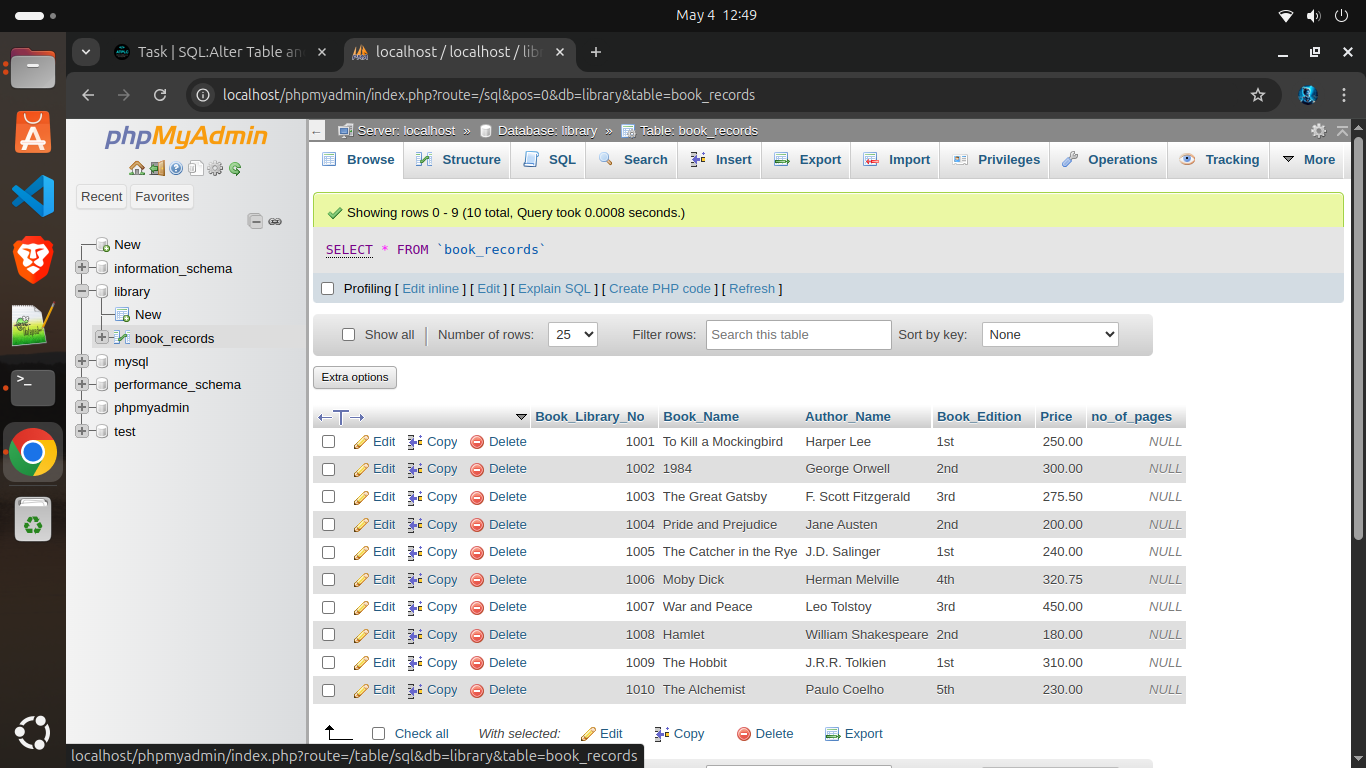 May 4 12:49
Task | SQL:Alter Table an
localhost / localhost / lib
localhost/phpmyadmin/index.php?route=/sql&pos=0&db=library&table=book_records
phpMyAdmin
Recent Favorites
New
information_schema
library
New
book_records
mysql
performance_schema
phpmyadmin
test
Server: localhost » Database: library » Table: book_records
Browse Structure SQL Search Insert Export Import Privileges Operations Tracking More
Showing rows 0 - 9 (10 total, Query took 0.0008 seconds.)
SELECT * FROM `book_records`
Profiling [ Edit inline ] [ Edit ] [ Explain SQL ] [ Create PHP code ] [ Refresh ]
Show all Number of rows: 25 Filter rows: Search this table Sort by key: None
Extra options
Book_Library_No Book_Name Author_Name Book_Edition Price no_of_pages
Edit Copy Delete 1001 To Kill a Mockingbird Harper Lee 1st 250.00 NULL
Edit Copy Delete 1002 1984 George Orwell 2nd 300.00 NULL
Edit Copy Delete 1003 The Great Gatsby F. Scott Fitzgerald 3rd 275.50 NULL
Edit Copy Delete 1004 Pride and Prejudice Jane Austen 2nd 200.00 NULL
Edit Copy Delete 1005 The Catcher in the Rye J.D. Salinger 1st 240.00 NULL
Edit Copy Delete 1006 Moby Dick Herman Melville 4th 320.75 NULL
Edit Copy Delete 1007 War and Peace Leo Tolstoy 3rd 450.00 NULL
Edit Copy Delete 1008 Hamlet William Shakespeare 2nd 180.00 NULL
Edit Copy Delete 1009 The Hobbit J.R.R. Tolkien 1st 310.00 NULL
Edit Copy Delete 1010 The Alchemist Paulo Coelho 5th 230.00 NULL
Check all With selected: Edit Copy Delete Export
localhost/phpmyadmin/index.php?route=/table/sql&db=library&table=book_records